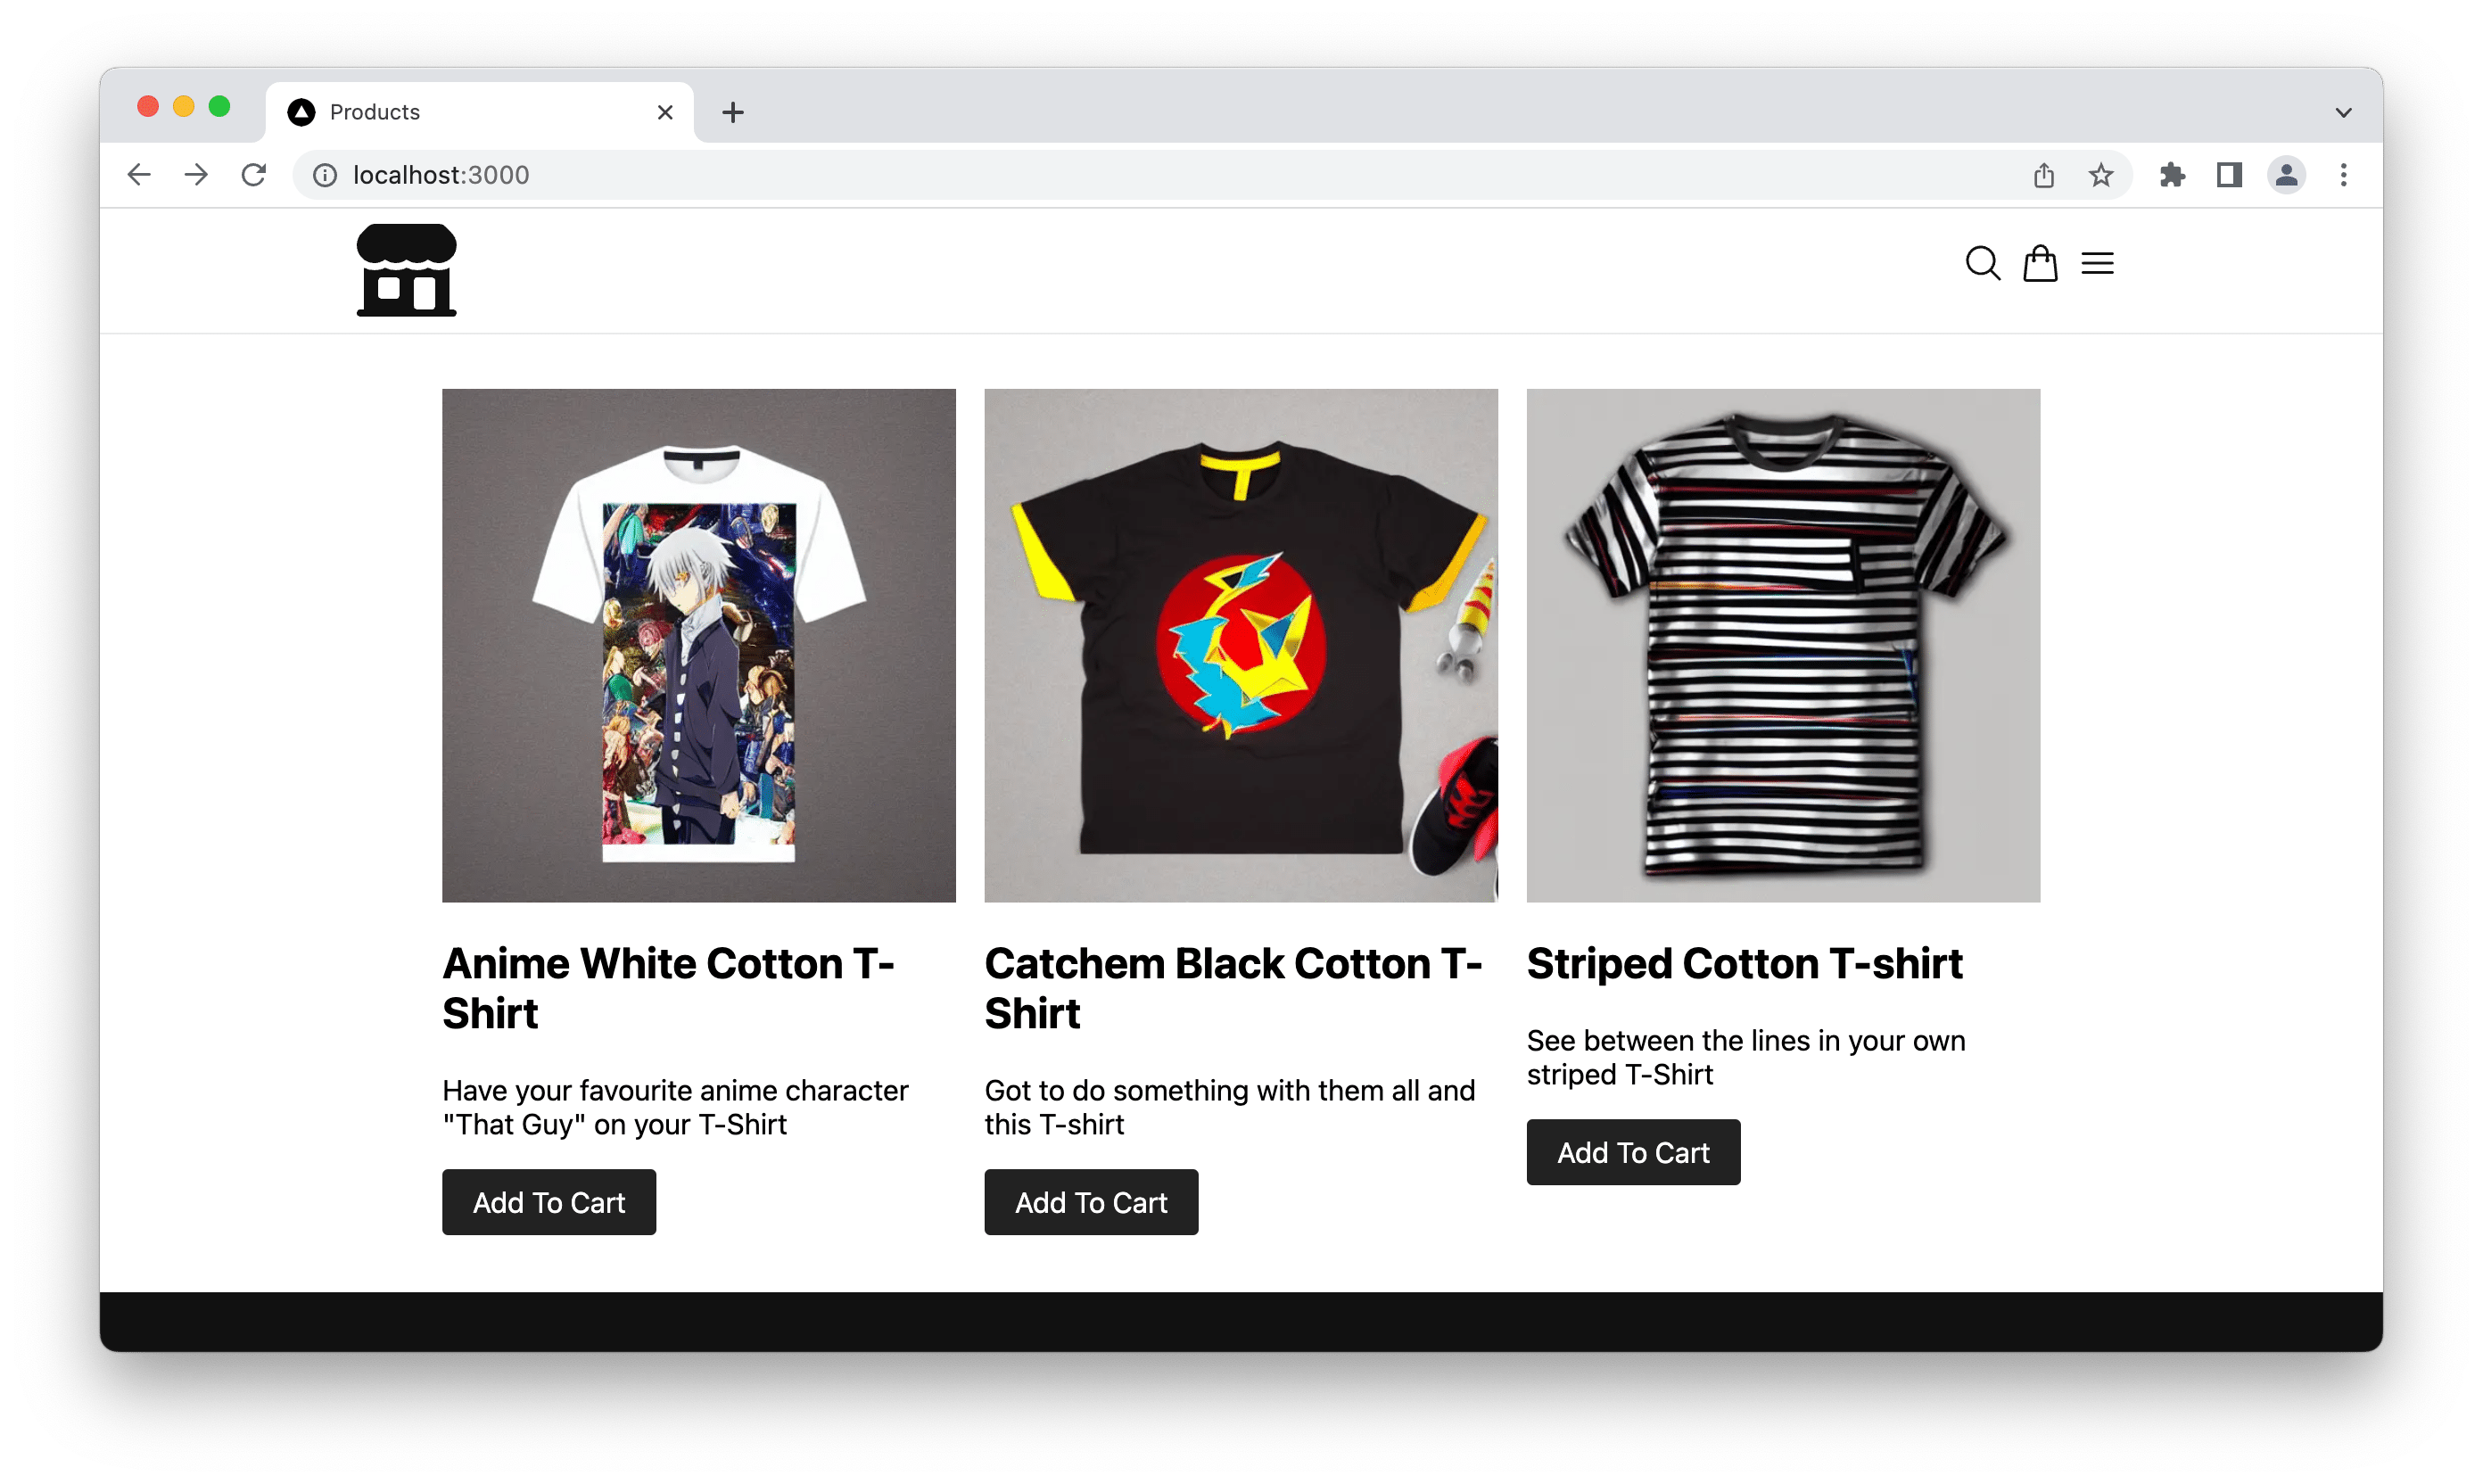 Products
localhost:3000
Anime White Cotton T-
Shirt
Have your favourite anime character
"That Guy" on your T-Shirt
Add To Cart
Catchem Black Cotton T-
Shirt
Got to do something with them all and
this T-shirt
Add To Cart
Striped Cotton T-shirt
See between the lines in your own
striped T-Shirt
Add To Cart